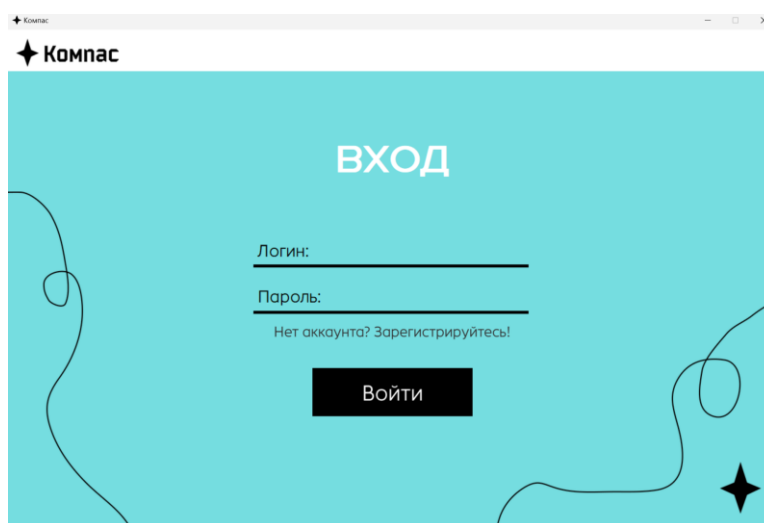 Компас
Компас
ВХОД
Логин:
Пароль:
Нет аккаунта? Зарегистрируйтесь!
Войти